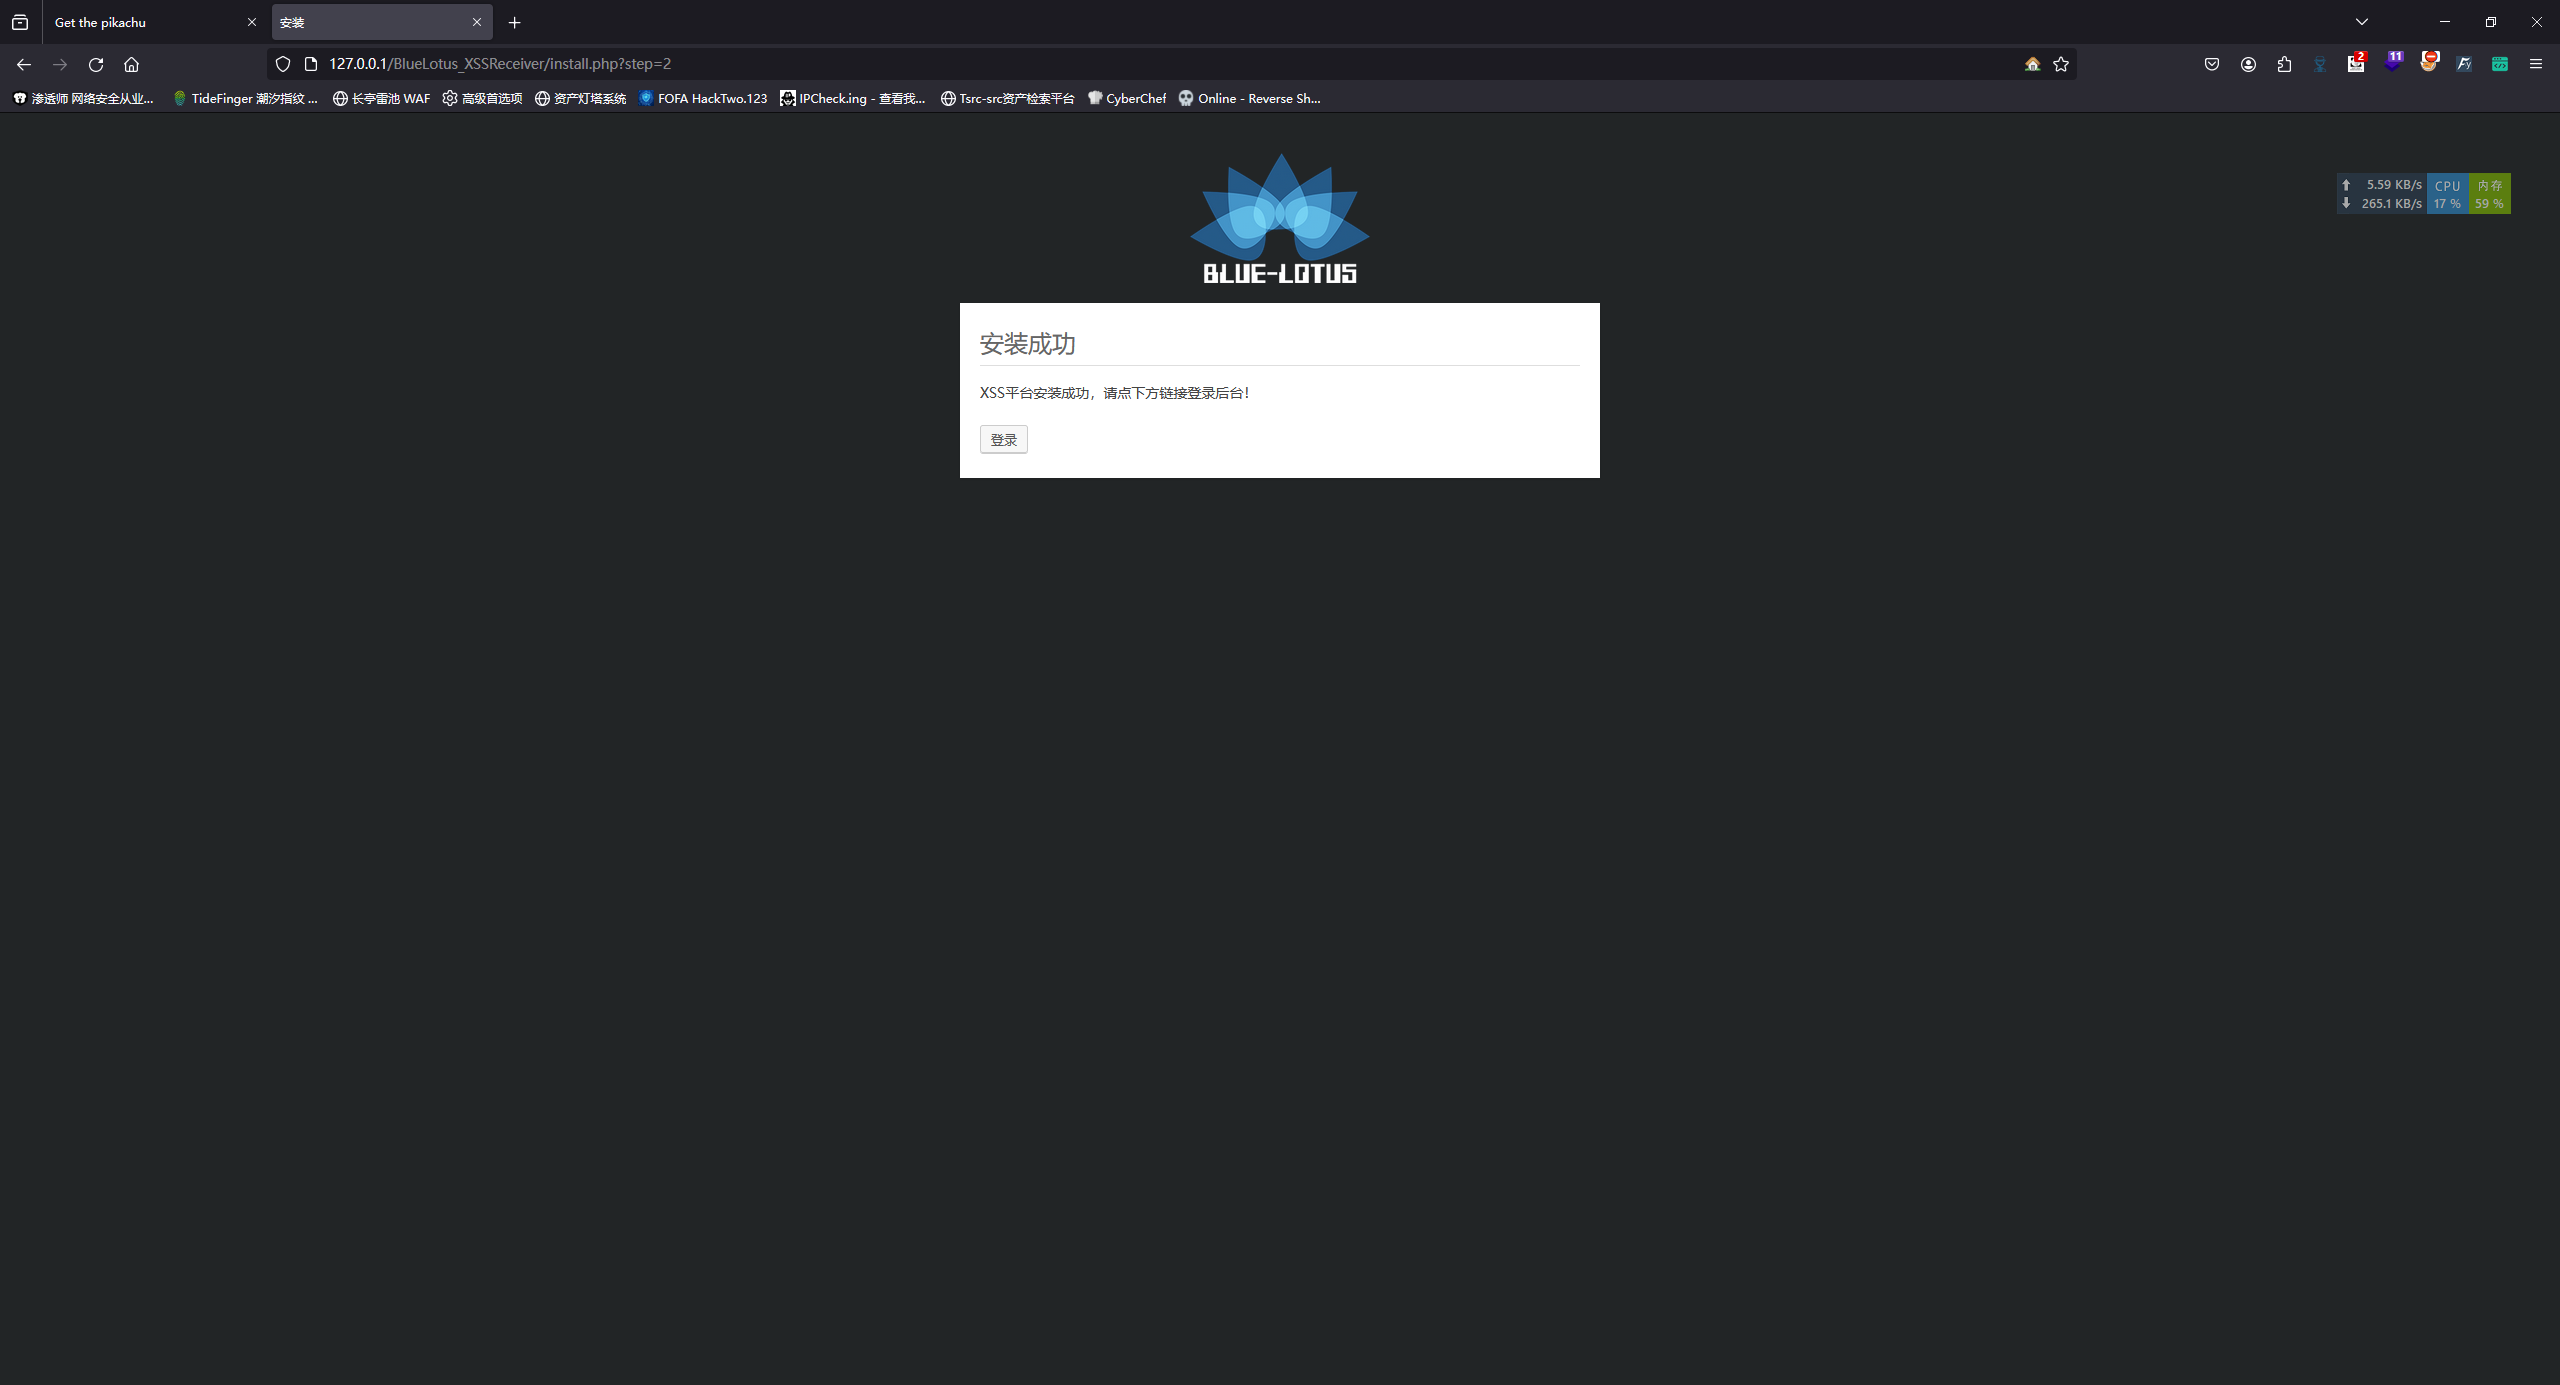 Get the pikachu
安装
127.0.0.1/BlueLotus_XSSReceiver/install.php?step=2
2
11
渗透师 网络安全从业...
TideFinger 潮汐指纹 ...
长亭雷池 WAF
高级首选项
资产灯塔系统
FOFA HackTwo.123
IPCheck.ing - 查看我...
Tsrc-src资产检索平台
CyberChef
Online - Reverse Sh...
5.59 KB/s
CPU
内存
265.1 KB/s
17 %
59 %
BLUE-LOTUS
安装成功
XSS平台安装成功，请点下方链接登录后台！
登录